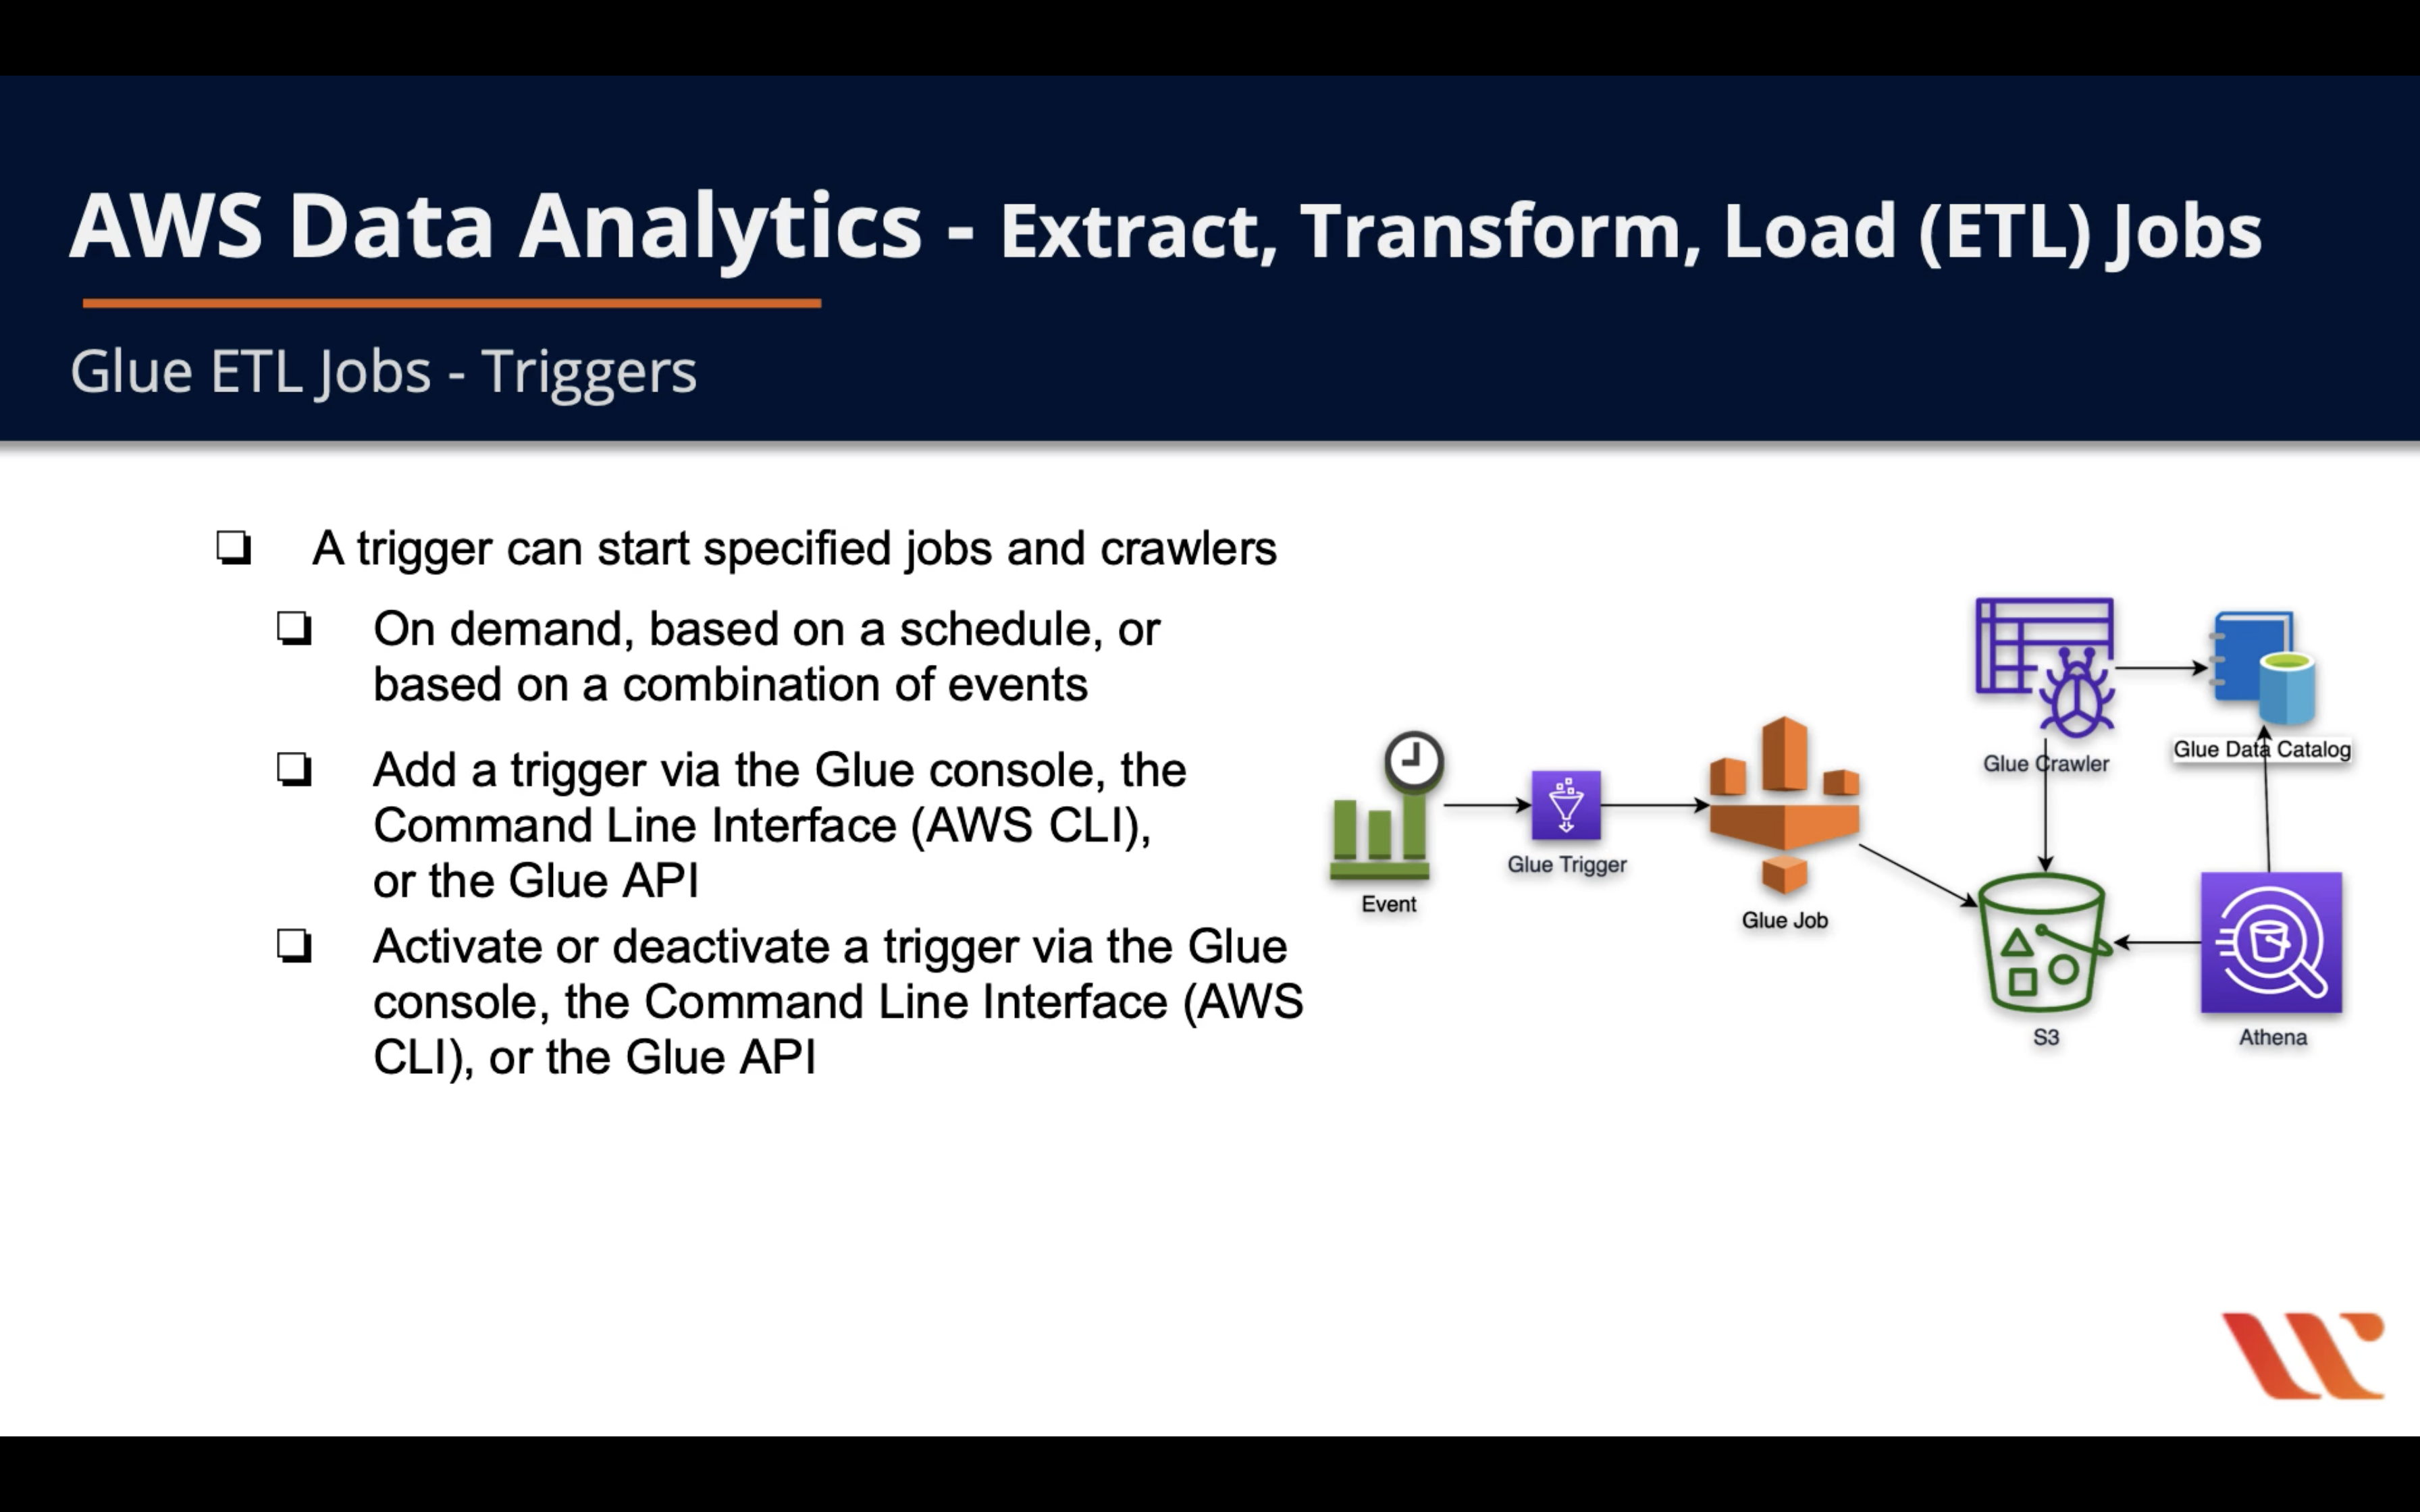 AWS Data Analytics - Extract, Transform, Load (ETL) Jobs
Glue ETL Jobs - Triggers
A trigger can start specified jobs and crawlers
On demand, based on a schedule, or
based on a combination of events
Add a trigger via the Glue console, the
Command Line Interface (AWS CLI),
or the Glue API
Activate or deactivate a trigger via the Glue
console, the Command Line Interface (AWS
CLI), or the Glue API
Event
Glue Trigger
Glue Job
Glue Crawler
Glue Data Catalog
S3
Athena